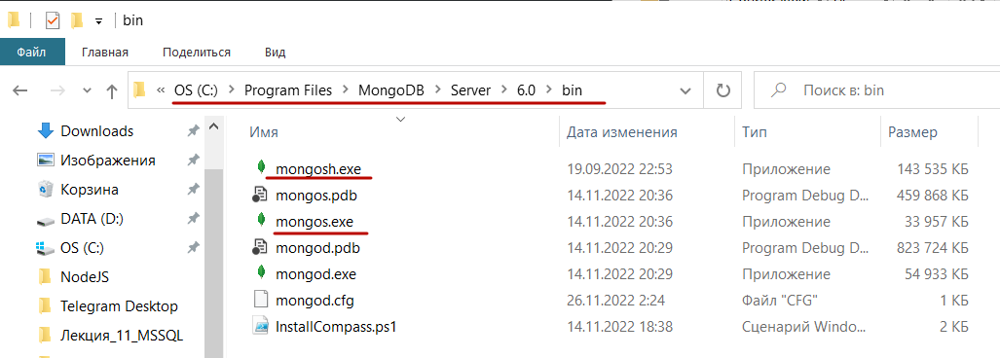 bin
Файл Главная Поделиться Вид
« OS (C:) > Program Files > MongoDB > Server > 6.0 > bin Поиск в: bin
Имя Дата изменения Тип Размер
Downloads
Изображения
Корзина
DATA (D:)
OS (C:)
NodeJS
Telegram Desktop
Лекция_11_MSSQL
mongosh.exe 19.09.2022 22:53 Приложение 143 535 КБ
mongos.pdb 14.11.2022 20:36 Program Debug D... 459 868 КБ
mongos.exe 14.11.2022 20:36 Приложение 33 957 КБ
mongod.pdb 14.11.2022 20:29 Program Debug D... 823 724 КБ
mongod.exe 14.11.2022 20:29 Приложение 54 933 КБ
mongod.cfg 26.11.2022 2:24 Файл "CFG" 1 КБ
InstallCompass.ps1 14.11.2022 18:38 Сценарий Windo... 2 КБ